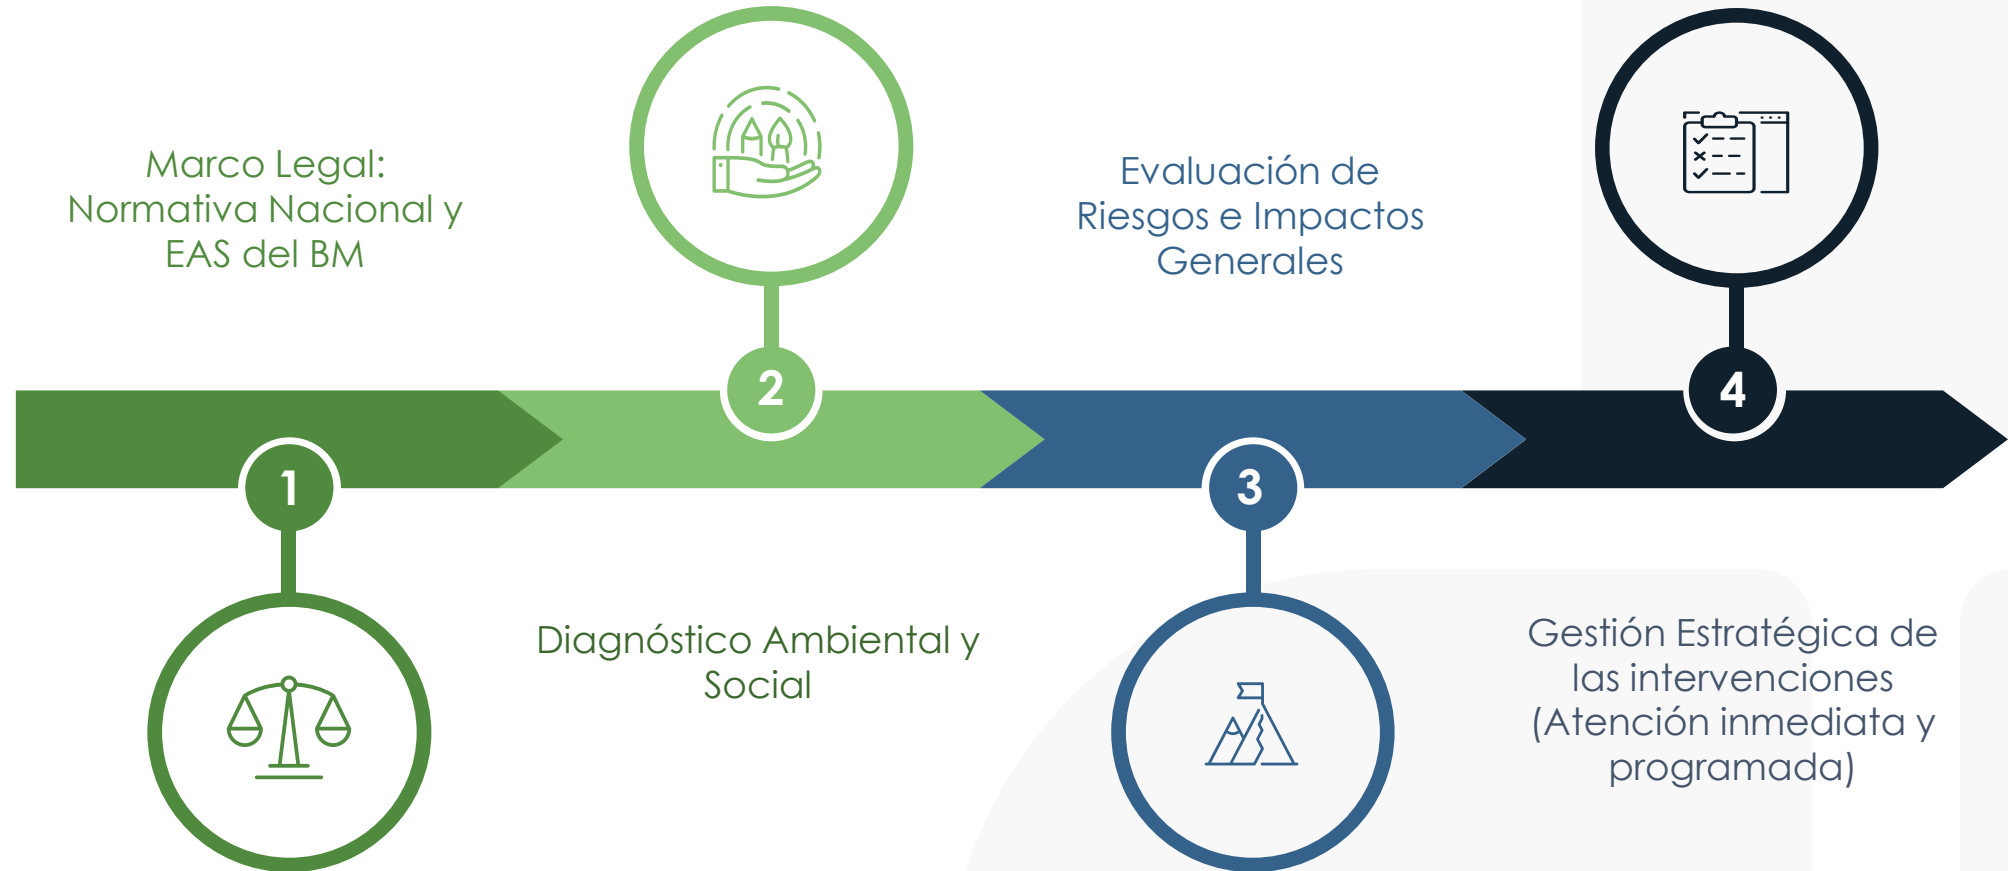 Marco Legal:
Normativa Nacional y
EAS del BM
1
2
Diagnóstico Ambiental y
Social
Evaluación de
Riesgos e Impactos
Generales
3
4
Gestión Estratégica de
las intervenciones
(Atención inmediata y
programada)